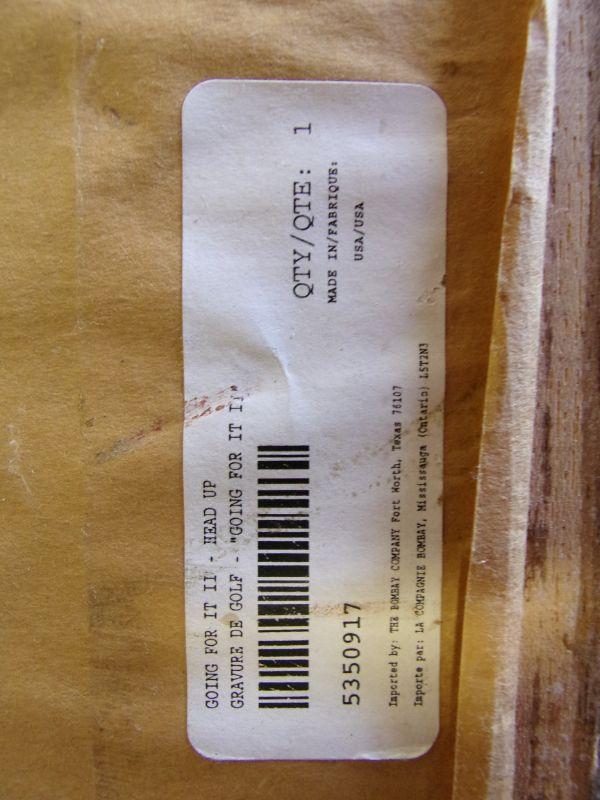 GOING FOR IT II - HEAD UP
GRAVURE DE GOLF - "GOING FOR IT II"
QTY/QTE: 1
MADE IN/FABRIQUE:
USA/USA
5350917
Imported by: THE BOMBAY COMPANY Fort Worth, Texas 76107
Importe par: LA COMPAGNIE BOMBAY, Mississauga (Ontario) L5T2N3